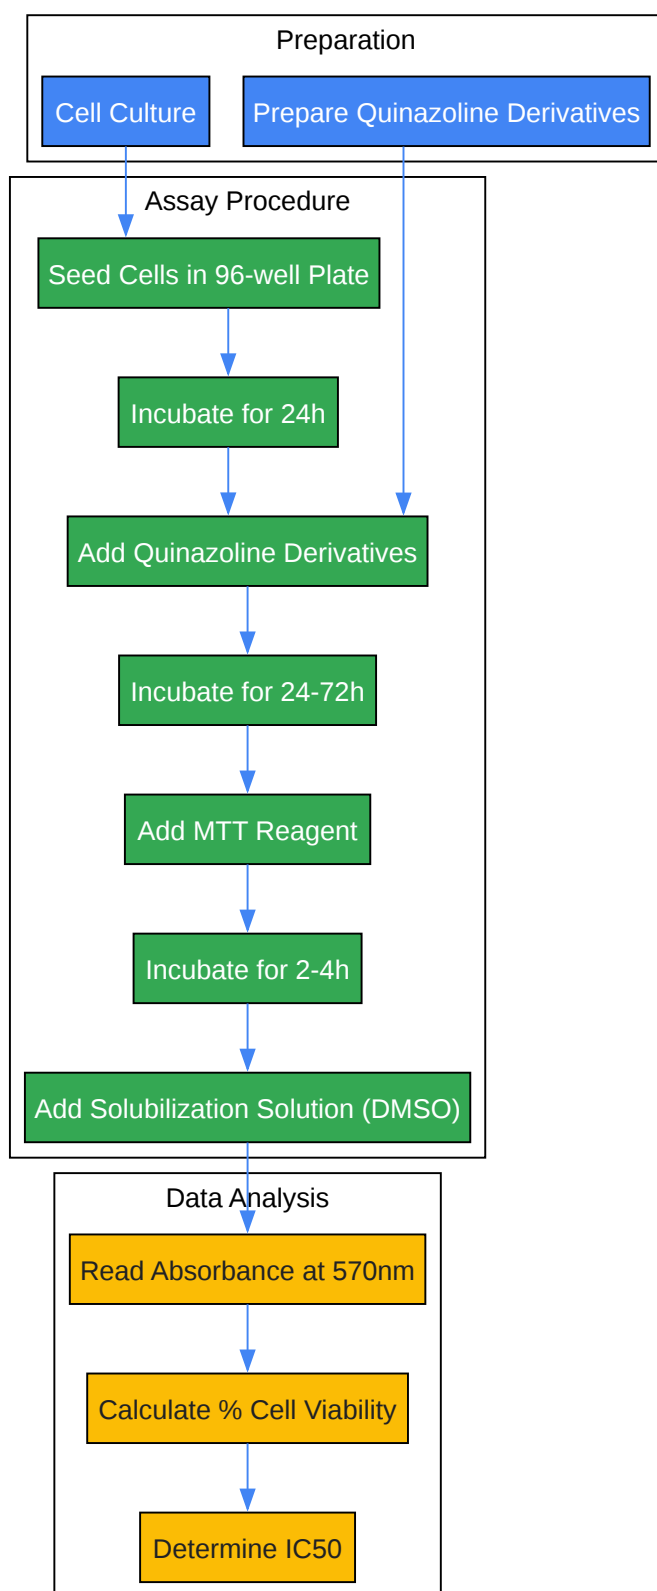 Preparation
Cell Culture
Prepare Quinazoline Derivatives
Assay Procedure
Seed Cells in 96-well Plate
Incubate for 24h
Add Quinazoline Derivatives
Incubate for 24-72h
Add MTT Reagent
Incubate for 2-4h
Add Solubilization Solution (DMSO)
Data Analysis
Read Absorbance at 570nm
Calculate % Cell Viability
Determine IC50